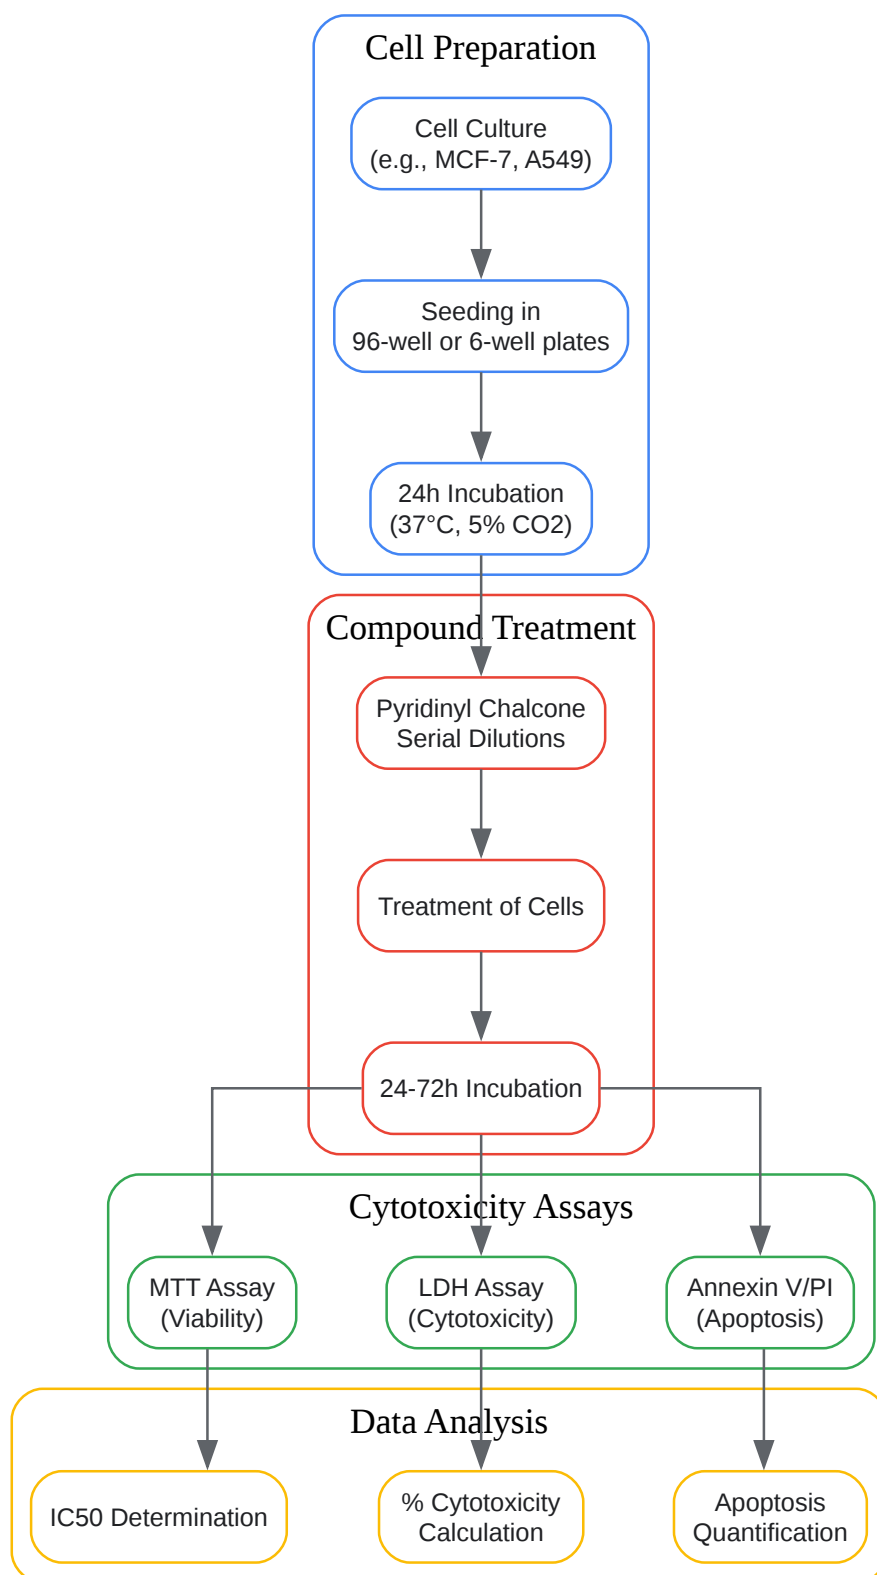 Cell Preparation
Cell Culture
(e.g., MCF-7, A549)
Seeding in
96-well or 6-well plates
24h Incubation
(37°C, 5% CO2)
Compound Treatment
Pyridinyl Chalcone
Serial Dilutions
Treatment of Cells
24-72h Incubation
Cytotoxicity Assays
MTT Assay
(Viability)
LDH Assay
(Cytotoxicity)
Annexin V/PI
(Apoptosis)
Data Analysis
IC50 Determination
% Cytotoxicity
Calculation
Apoptosis
Quantification